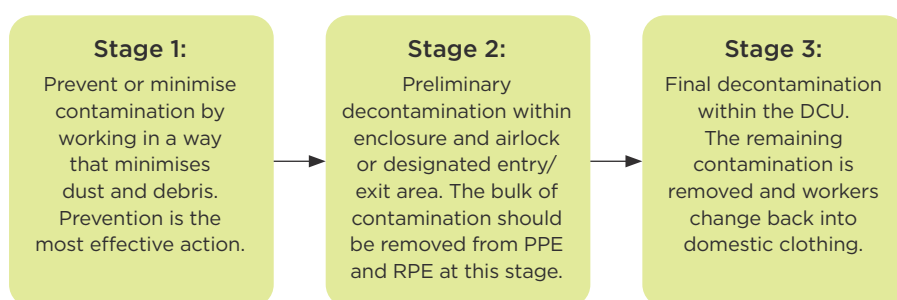 Stage 1:
Prevent or minimise
contamination by
working in a way
that minimises
dust and debris.
Prevention is the
most effective action.
Stage 2:
Preliminary
decontamination within
enclosure and airlock
or designated entry/
exit area. The bulk of
contamination should
be removed from PPE
and RPE at this stage.
Stage 3:
Final decontamination
within the DCU.
The remaining
contamination is
removed and workers
change back into
domestic clothing.